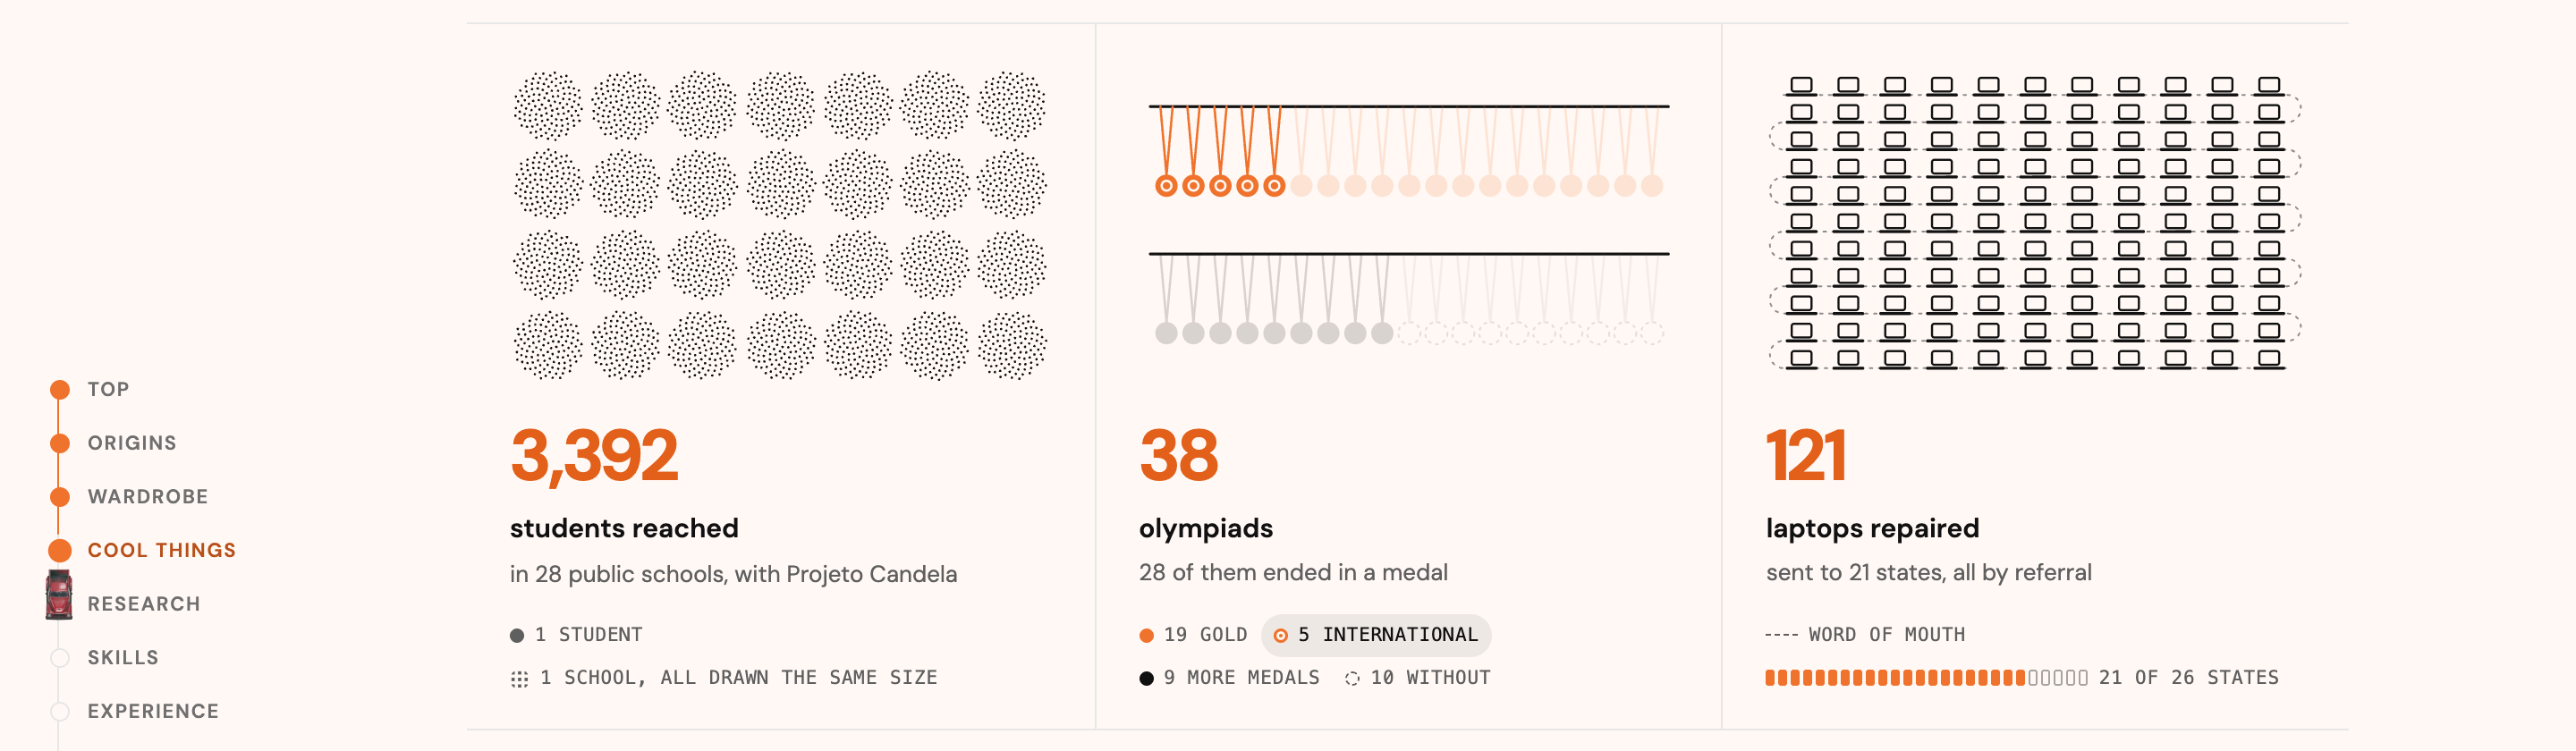 TOP
ORIGINS
WARDROBE
COOL THINGS
RESEARCH
SKILLS
EXPERIENCE
3,392
students reached
in 28 public schools, with Projeto Candela
1 STUDENT
1 SCHOOL, ALL DRAWN THE SAME SIZE
38
olympiads
28 of them ended in a medal
19 GOLD 5 INTERNATIONAL
9 MORE MEDALS 10 WITHOUT
121
laptops repaired
sent to 21 states, all by referral
WORD OF MOUTH
21 OF 26 STATES